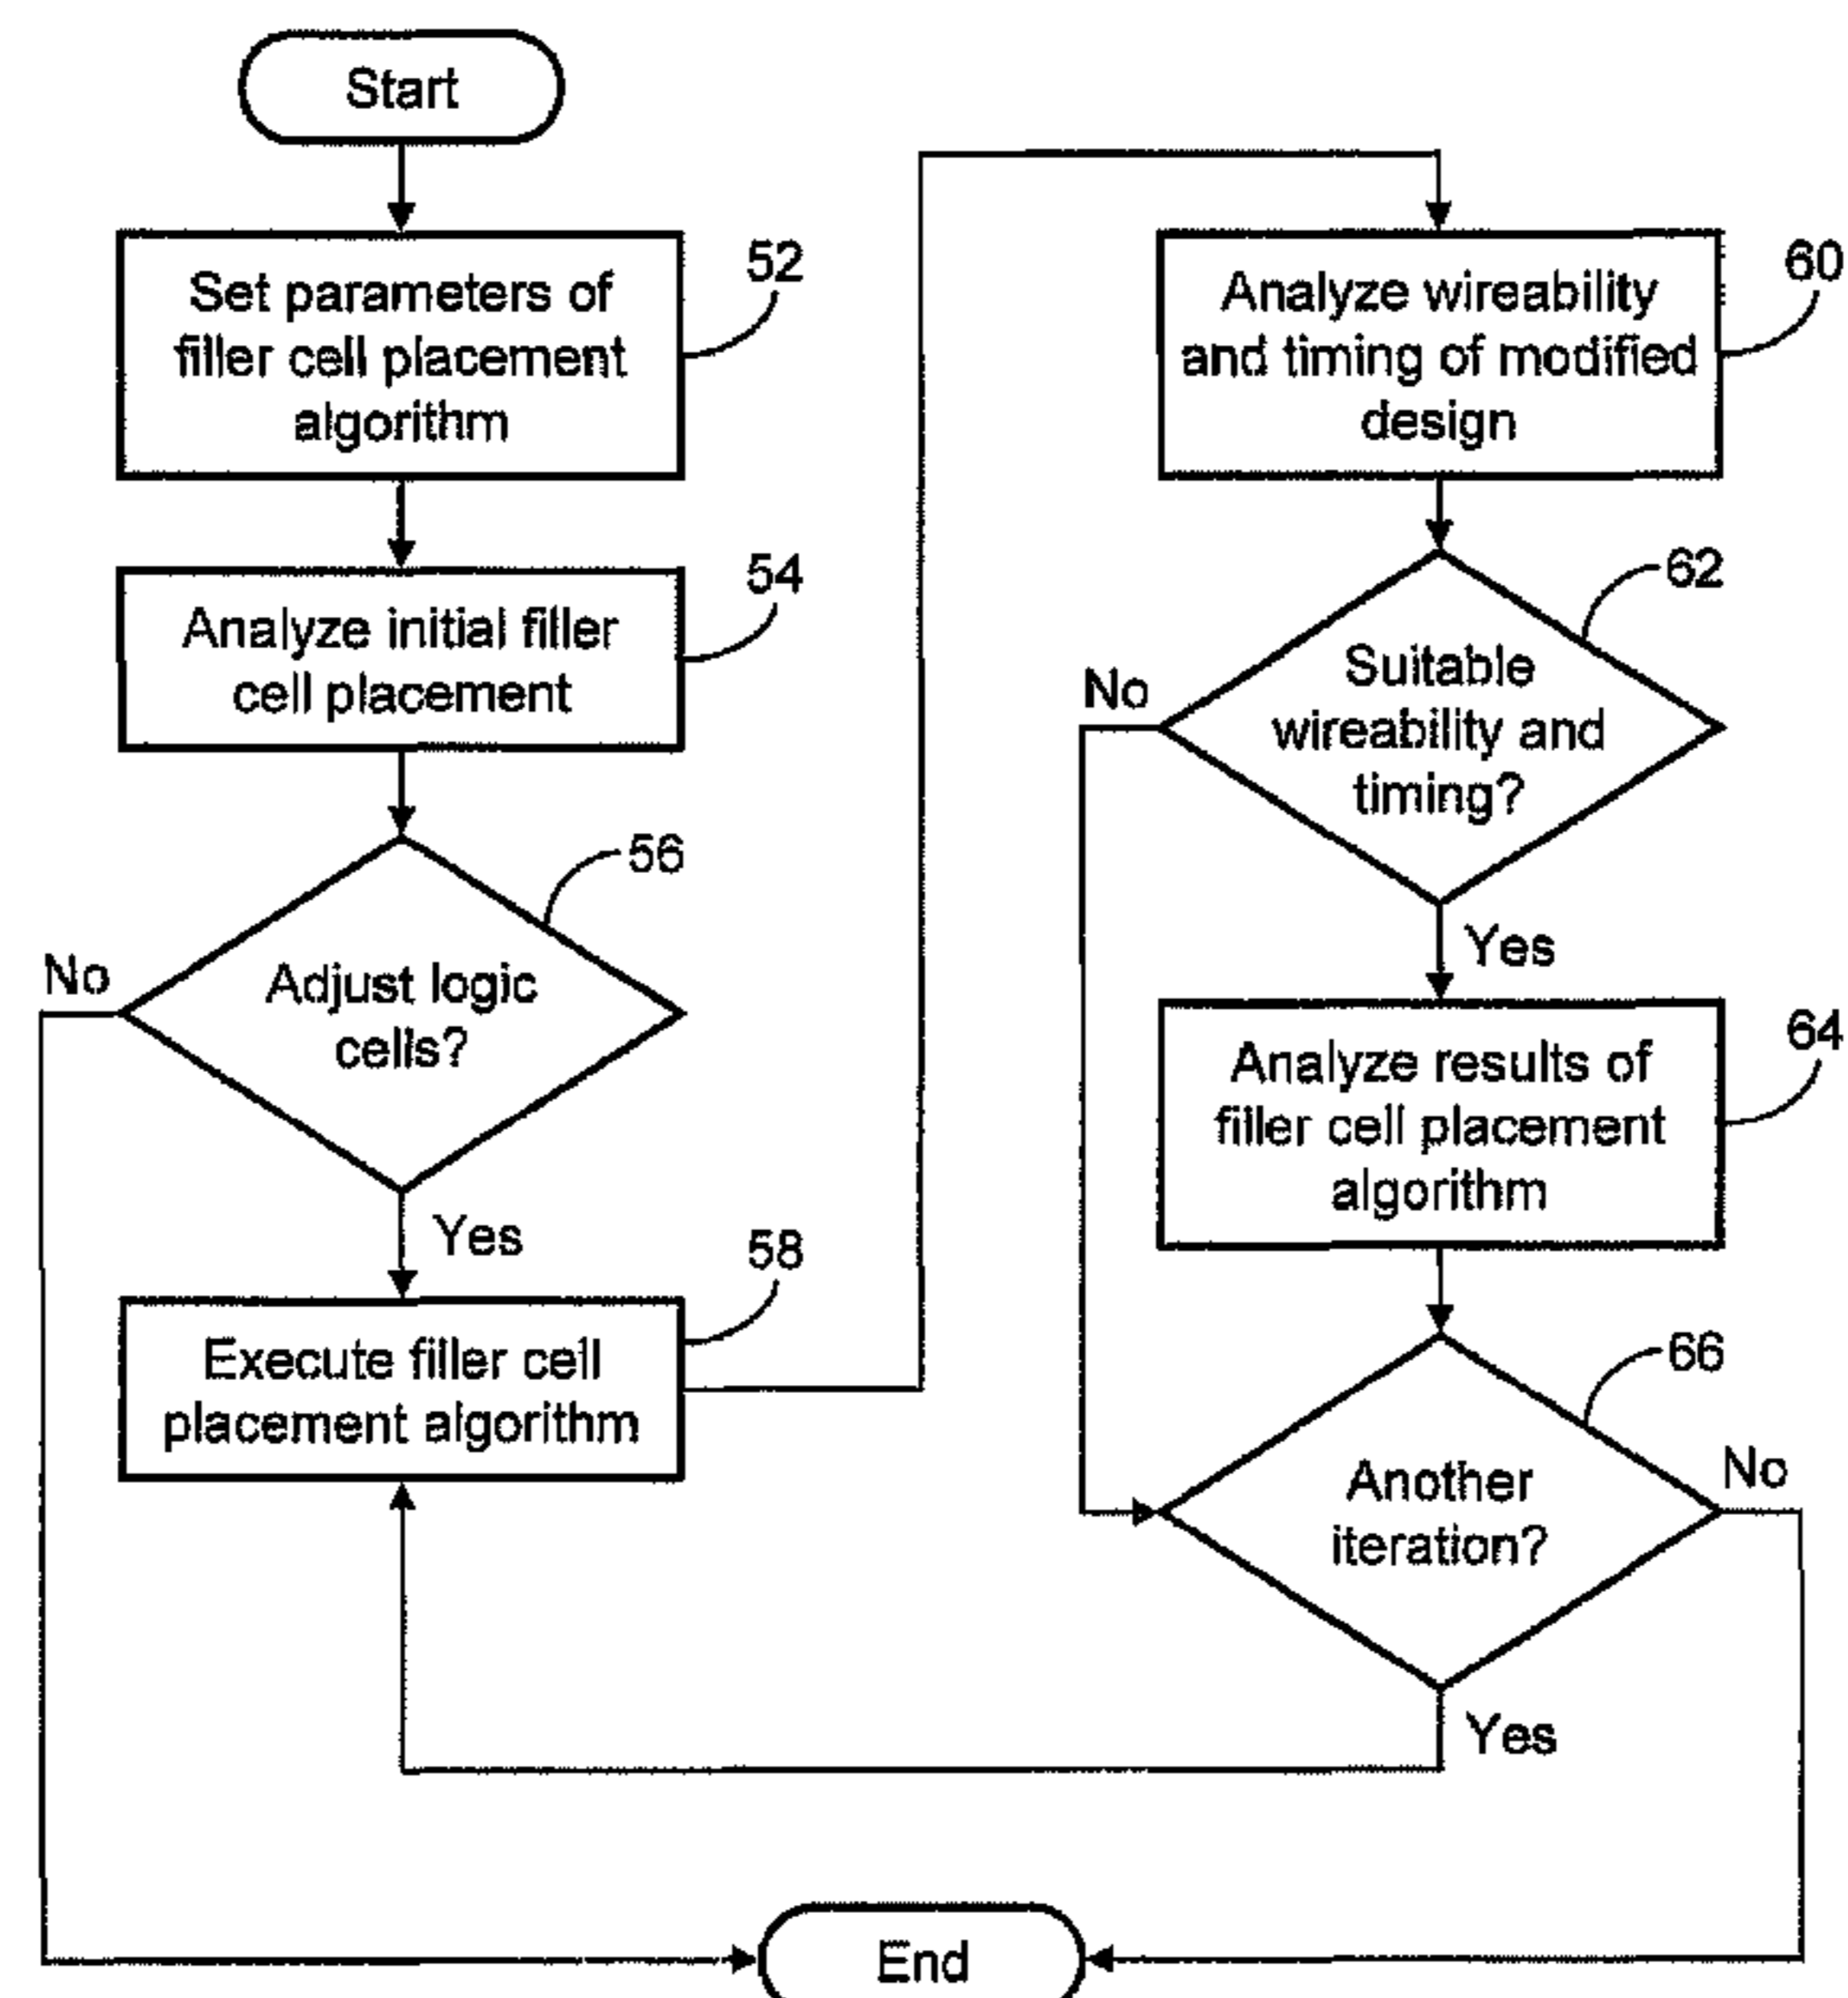 Start
Set parameters of
filler cell placement
algorithm
52
Analyze initial filler
cell placement
54
Adjust logic
cells?
56
No
Yes
Execute filler cell
placement algorithm
58
Analyze wireability
and timing of modified
design
60
Suitable
wireability and
timing?
62
No
Yes
Analyze results of
filler cell placement
algorithm
64
Another
iteration?
66
No
Yes
End